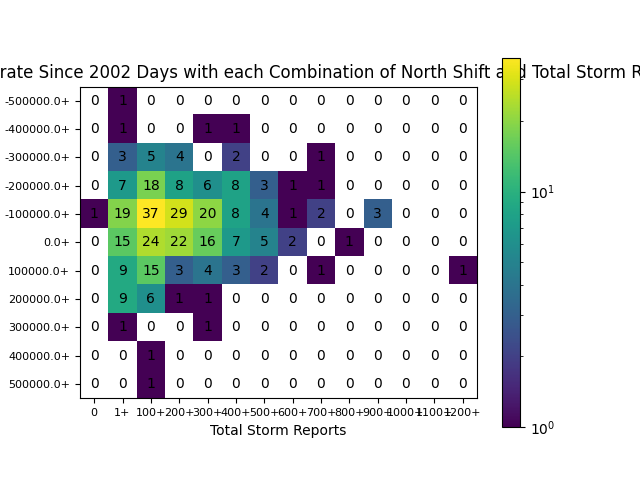 rate Since 2002 Days with each Combination of North Shift and Total Storm R
-500000.0+ 0 1 0 0 0 0 0 0 0 0 0 0 0 0
-400000.0+ 0 1 0 0 1 1 0 0 0 0 0 0 0 0
-300000.0+ 0 3 5 4 0 2 0 0 1 0 0 0 0 0
-200000.0+ 0 7 18 8 6 8 3 1 1 0 0 0 0 0
-100000.0+ 1 19 37 29 20 8 4 1 2 0 3 0 0 0
0.0+ 0 15 24 22 16 7 5 2 0 1 0 0 0 0
100000.0+ 0 9 15 3 4 3 2 0 1 0 0 0 0 1
200000.0+ 0 9 6 1 1 0 0 0 0 0 0 0 0 0
300000.0+ 0 1 0 0 1 0 0 0 0 0 0 0 0 0
400000.0+ 0 0 1 0 0 0 0 0 0 0 0 0 0 0
500000.0+ 0 0 1 0 0 0 0 0 0 0 0 0 0 0
0 1+ 100+ 200+ 300+ 400+ 500+ 600+ 700+ 800+ 900+ 1000+ 1100+ 1200+
Total Storm Reports
10¹
10⁰